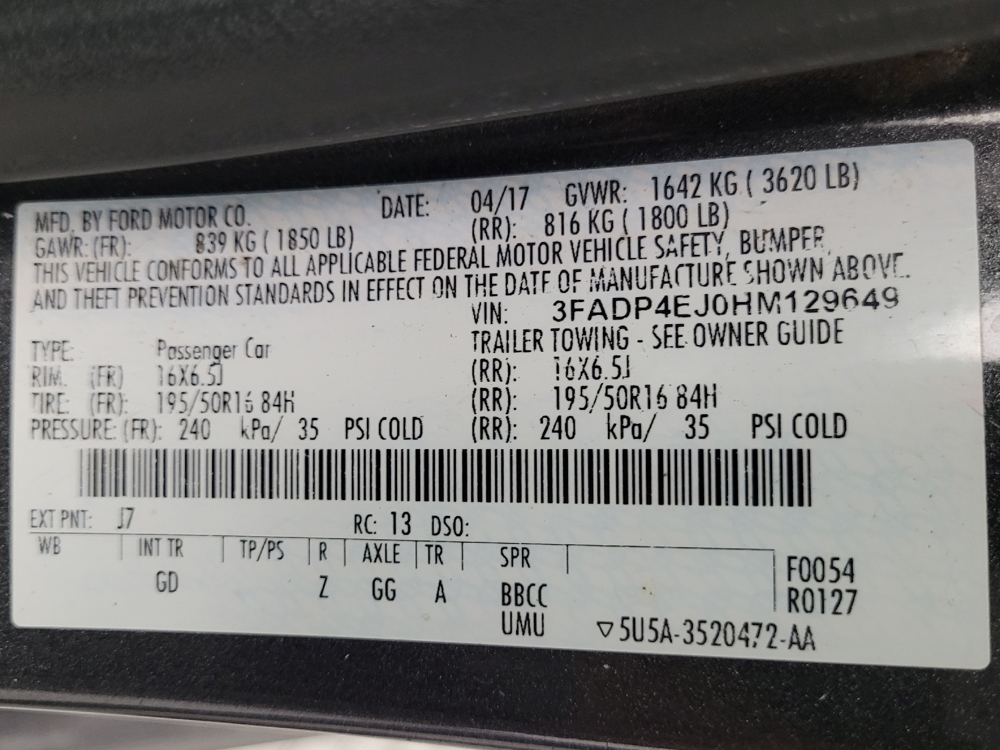 MFD. BY FORD MOTOR CO. DATE: 04/17 GVWR: 1642 KG ( 3620 LB)
GAWR: (FR): 839 KG ( 1850 LB) (RR): 816 KG ( 1800 LB)
THIS VEHICLE CONFORMS TO ALL APPLICABLE FEDERAL MOTOR VEHICLE SAFETY, BUMPER,
AND THEFT PREVENTION STANDARDS IN EFFECT ON THE DATE OF MANUFACTURE SHOWN ABOVE.
VIN: 3FADP4EJ0HM129649
TYPE: Passenger Car TRAILER TOWING - SEE OWNER GUIDE
RIM. (FR) 16X6.5J (RR): 16X6.5J
TIRE: (FR): 195/50R16 84H (RR): 195/50R16 84H
PRESSURE: (FR): 240 kPa/ 35 PSI COLD (RR): 240 kPa/ 35 PSI COLD
EXT PNT: J7 RC: 13 DSO:
WB INT TR TP/PS R AXLE TR SPR
GD Z GG A BBCC
UMU
F0054
R0127
▽5U5A-3520472-AA